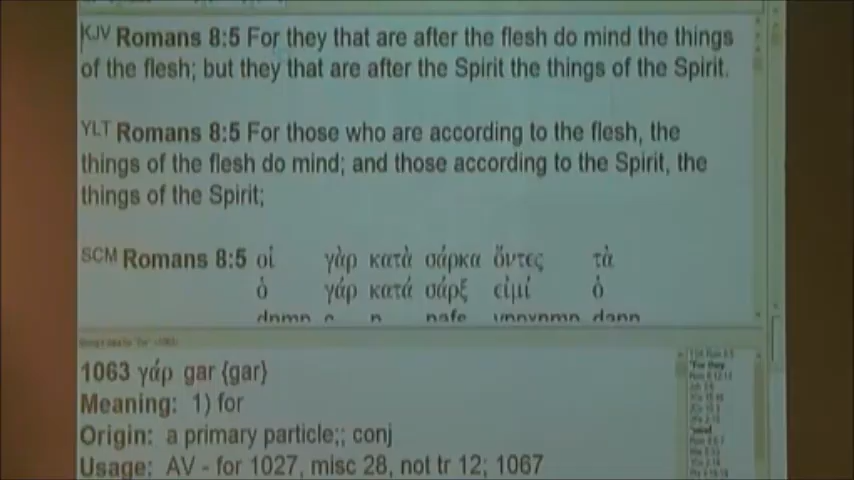 KJV Romans 8:5 For they that are after the flesh do mind the things
of the flesh; but they that are after the Spirit the things of the Spirit.
YLT Romans 8:5 For those who are according to the flesh, the
things of the flesh do mind; and those according to the Spirit, the
things of the Spirit;
SCM Romans 8:5 οἱ γὰρ κατὰ σάρκα ὄντες τὰ
ὁ γάρ κατά σάρξ εἰμί ὁ
1063 γάρ gar {gar}
Meaning: 1) for
Origin: a primary particle;; conj
Usage: AV - for 1027, misc 28, not tr 12; 1067